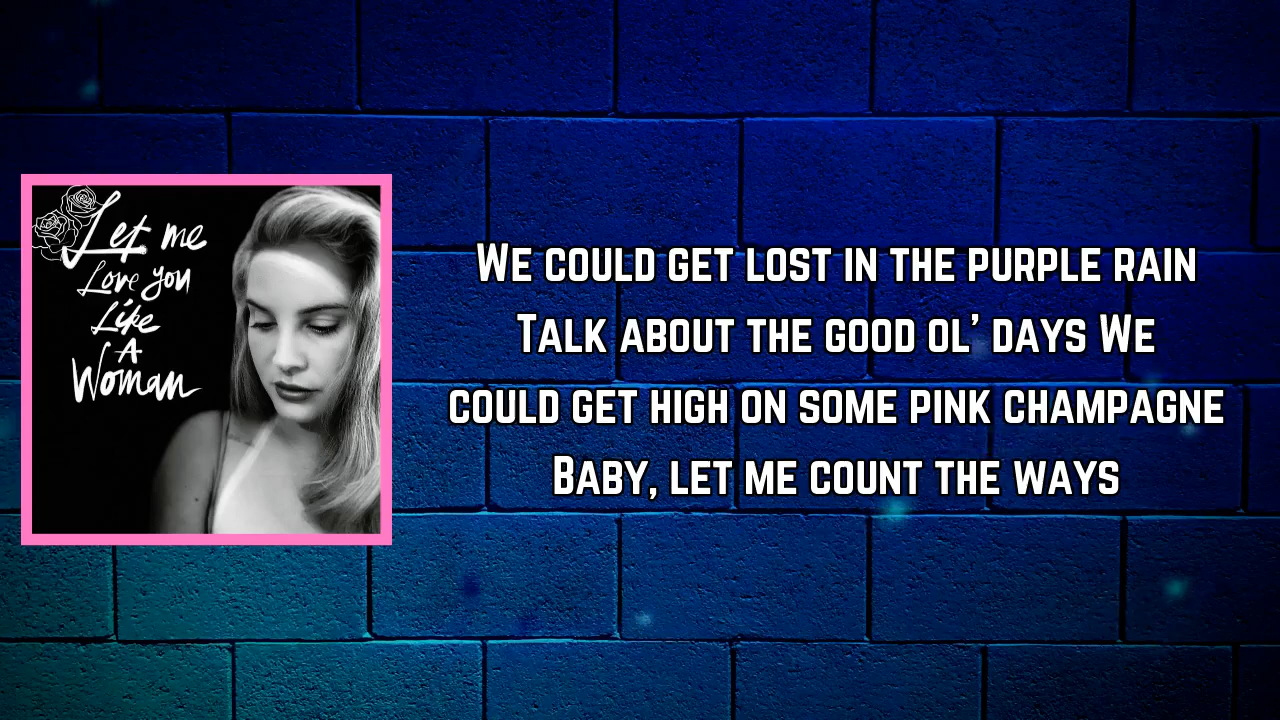 Let me
Love you
Like
A
Woman
We could get lost in the purple rain
Talk about the good ol' days We
could get high on some pink champagne
Baby, let me count the ways